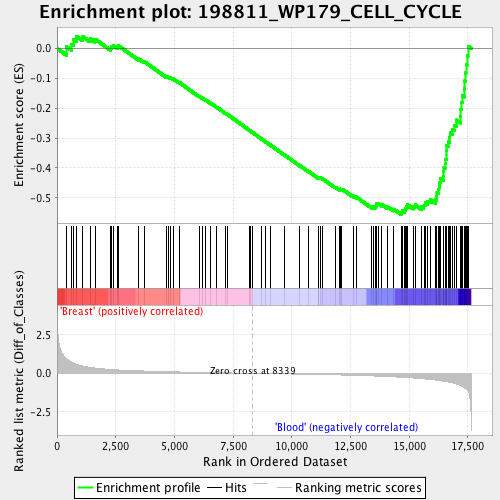 Enrichment plot: 198811_WP179_CELL_CYCLE
Enrichment score (ES)
0.0
-0.1
-0.2
-0.3
-0.4
-0.5
Ranked list metric (Diff_of_Classes)
'Breast' (positively correlated)
2.5
Zero cross at 8339
0.0
-2.5
'Blood' (negatively correlated)
0 2,500 5,000 7,500 10,000 12,500 15,000 17,500
Rank in Ordered Dataset
Enrichment profile Hits Ranking metric scores